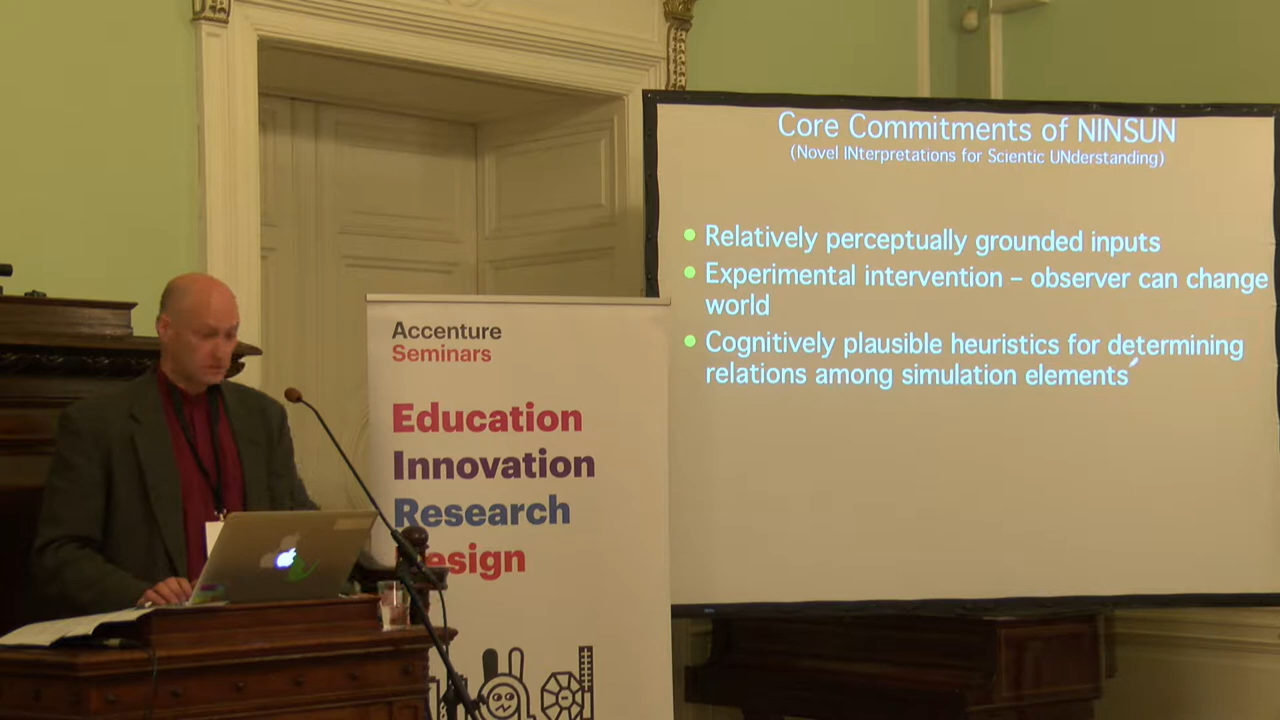 Core Commitments of NINSUN
(Novel INterpretations for Scientic UNderstanding)
Relatively perceptually grounded inputs
Experimental intervention – observer can change
world
Cognitively plausible heuristics for determining
relations among simulation elements
Accenture
Seminars
Education
Innovation
Research
esign